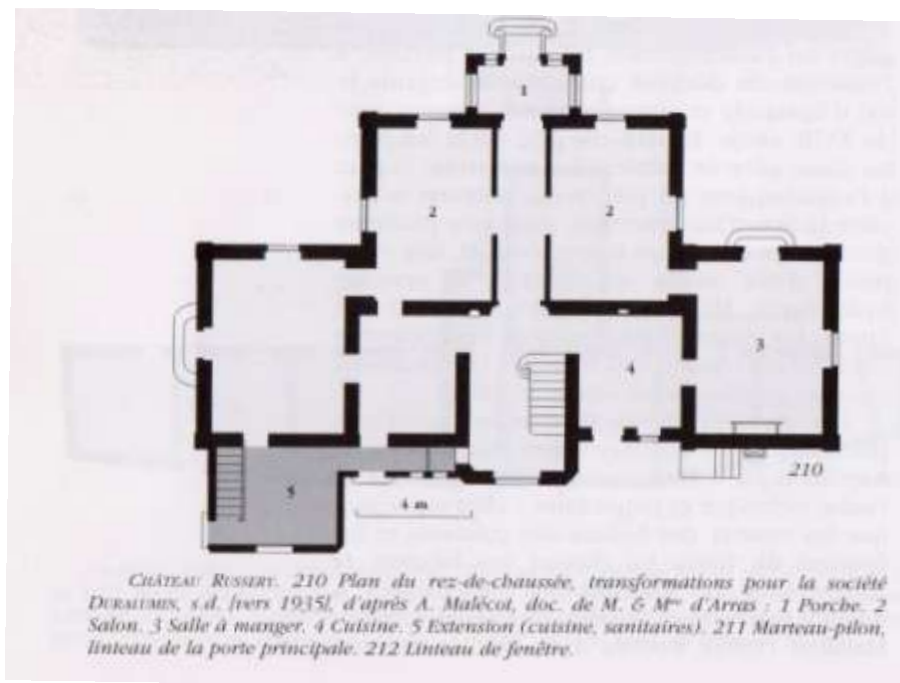 1
2
2
3
4
5
4 m
210
CHÂTEAU RUSSERY. 210 Plan du rez-de-chaussée, transformations pour la société
DURALUMIN, s.d. [vers 1935], d'après A. Malécot, doc. de M. & Mme d'Arras : 1 Porche. 2
Salon. 3 Salle à manger. 4 Cuisine. 5 Extension (cuisine, sanitaires). 211 Marteau-pilon,
linteau de la porte principale. 212 Linteau de fenêtre.